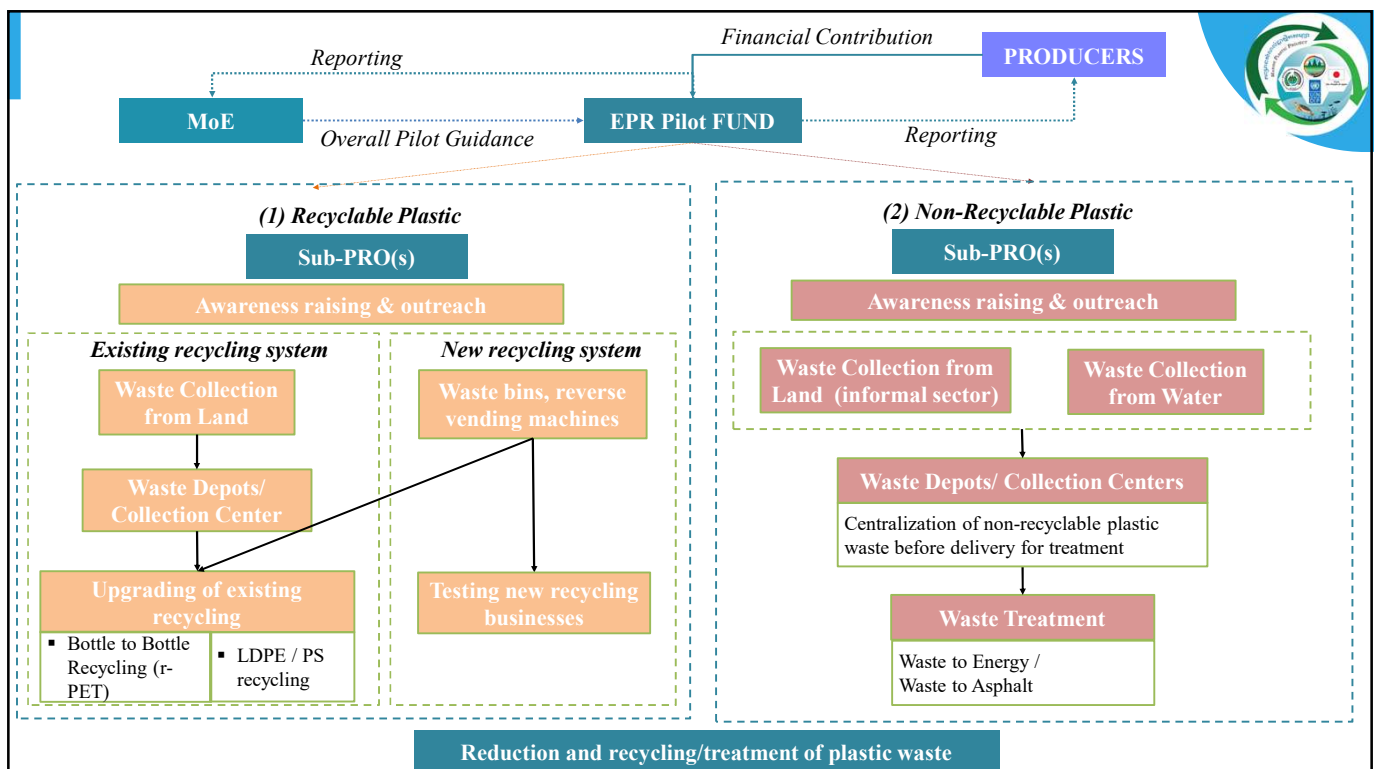 Financial Contribution
PRODUCERS
Reporting
MoE
EPR Pilot FUND
Overall Pilot Guidance
Reporting
(1) Recyclable Plastic
Sub-PRO(s)
Awareness raising & outreach
Existing recycling system
Waste Collection
from Land
Waste Depots/
Collection Center
Upgrading of existing
recycling
▪ Bottle to Bottle
Recycling (r-
PET)
▪ LDPE / PS
recycling
New recycling system
Waste bins, reverse
vending machines
Testing new recycling
businesses
(2) Non-Recyclable Plastic
Sub-PRO(s)
Awareness raising & outreach
Waste Collection from
Land (informal sector)
Waste Collection
from Water
Waste Depots/ Collection Centers
Centralization of non-recyclable plastic
waste before delivery for treatment
Waste Treatment
Waste to Energy /
Waste to Asphalt
Reduction and recycling/treatment of plastic waste